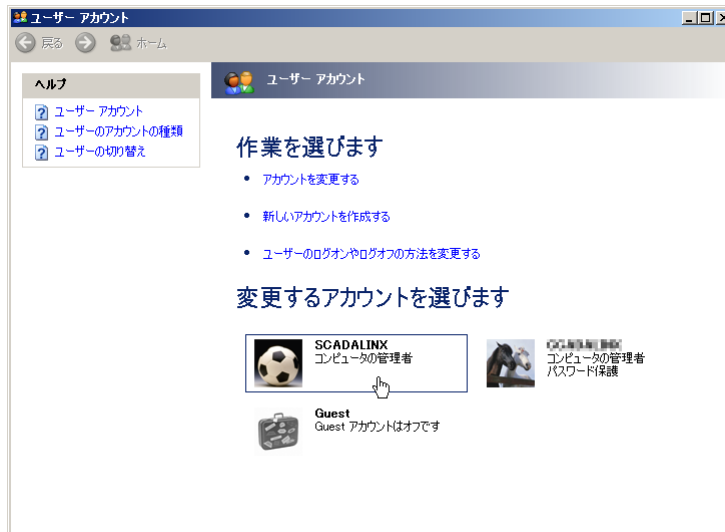 ユーザー アカウント
戻る
ホーム
ヘルプ
ユーザー アカウント
ユーザーのアカウントの種類
ユーザーの切り替え
ユーザー アカウント
作業を選びます
アカウントを変更する
新しいアカウントを作成する
ユーザーのログオンやログオフの方法を変更する
変更するアカウントを選びます
SCADALINX
コンピュータの管理者
コンピュータの管理者
パスワード保護
Guest
Guest アカウントはオフです